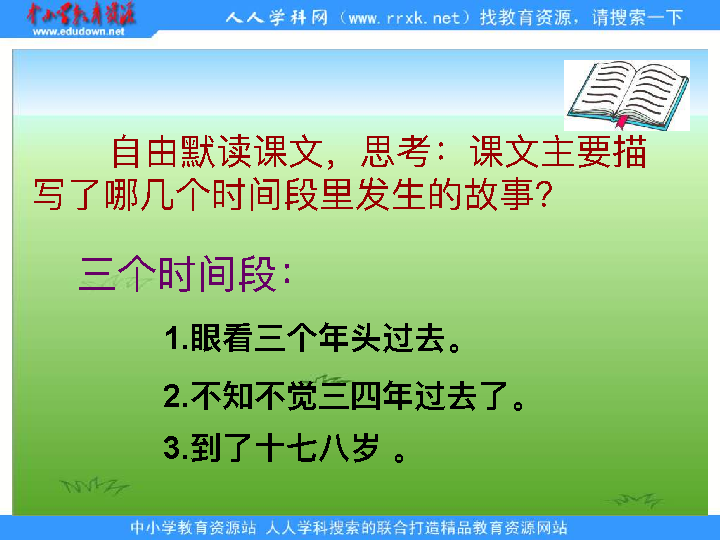 中小学教育资源
www.edudown.net
人人学科网（www.rrxk.net）找教育资源，请搜索一下
自由默读课文，思考：课文主要描
写了哪几个时间段里发生的故事？
三个时间段：
1.眼看三个年头过去。
2.不知不觉三四年过去了。
3.到了十七八岁 。
中小学教育资源站 人人学科搜索的联合打造精品教育资源网站